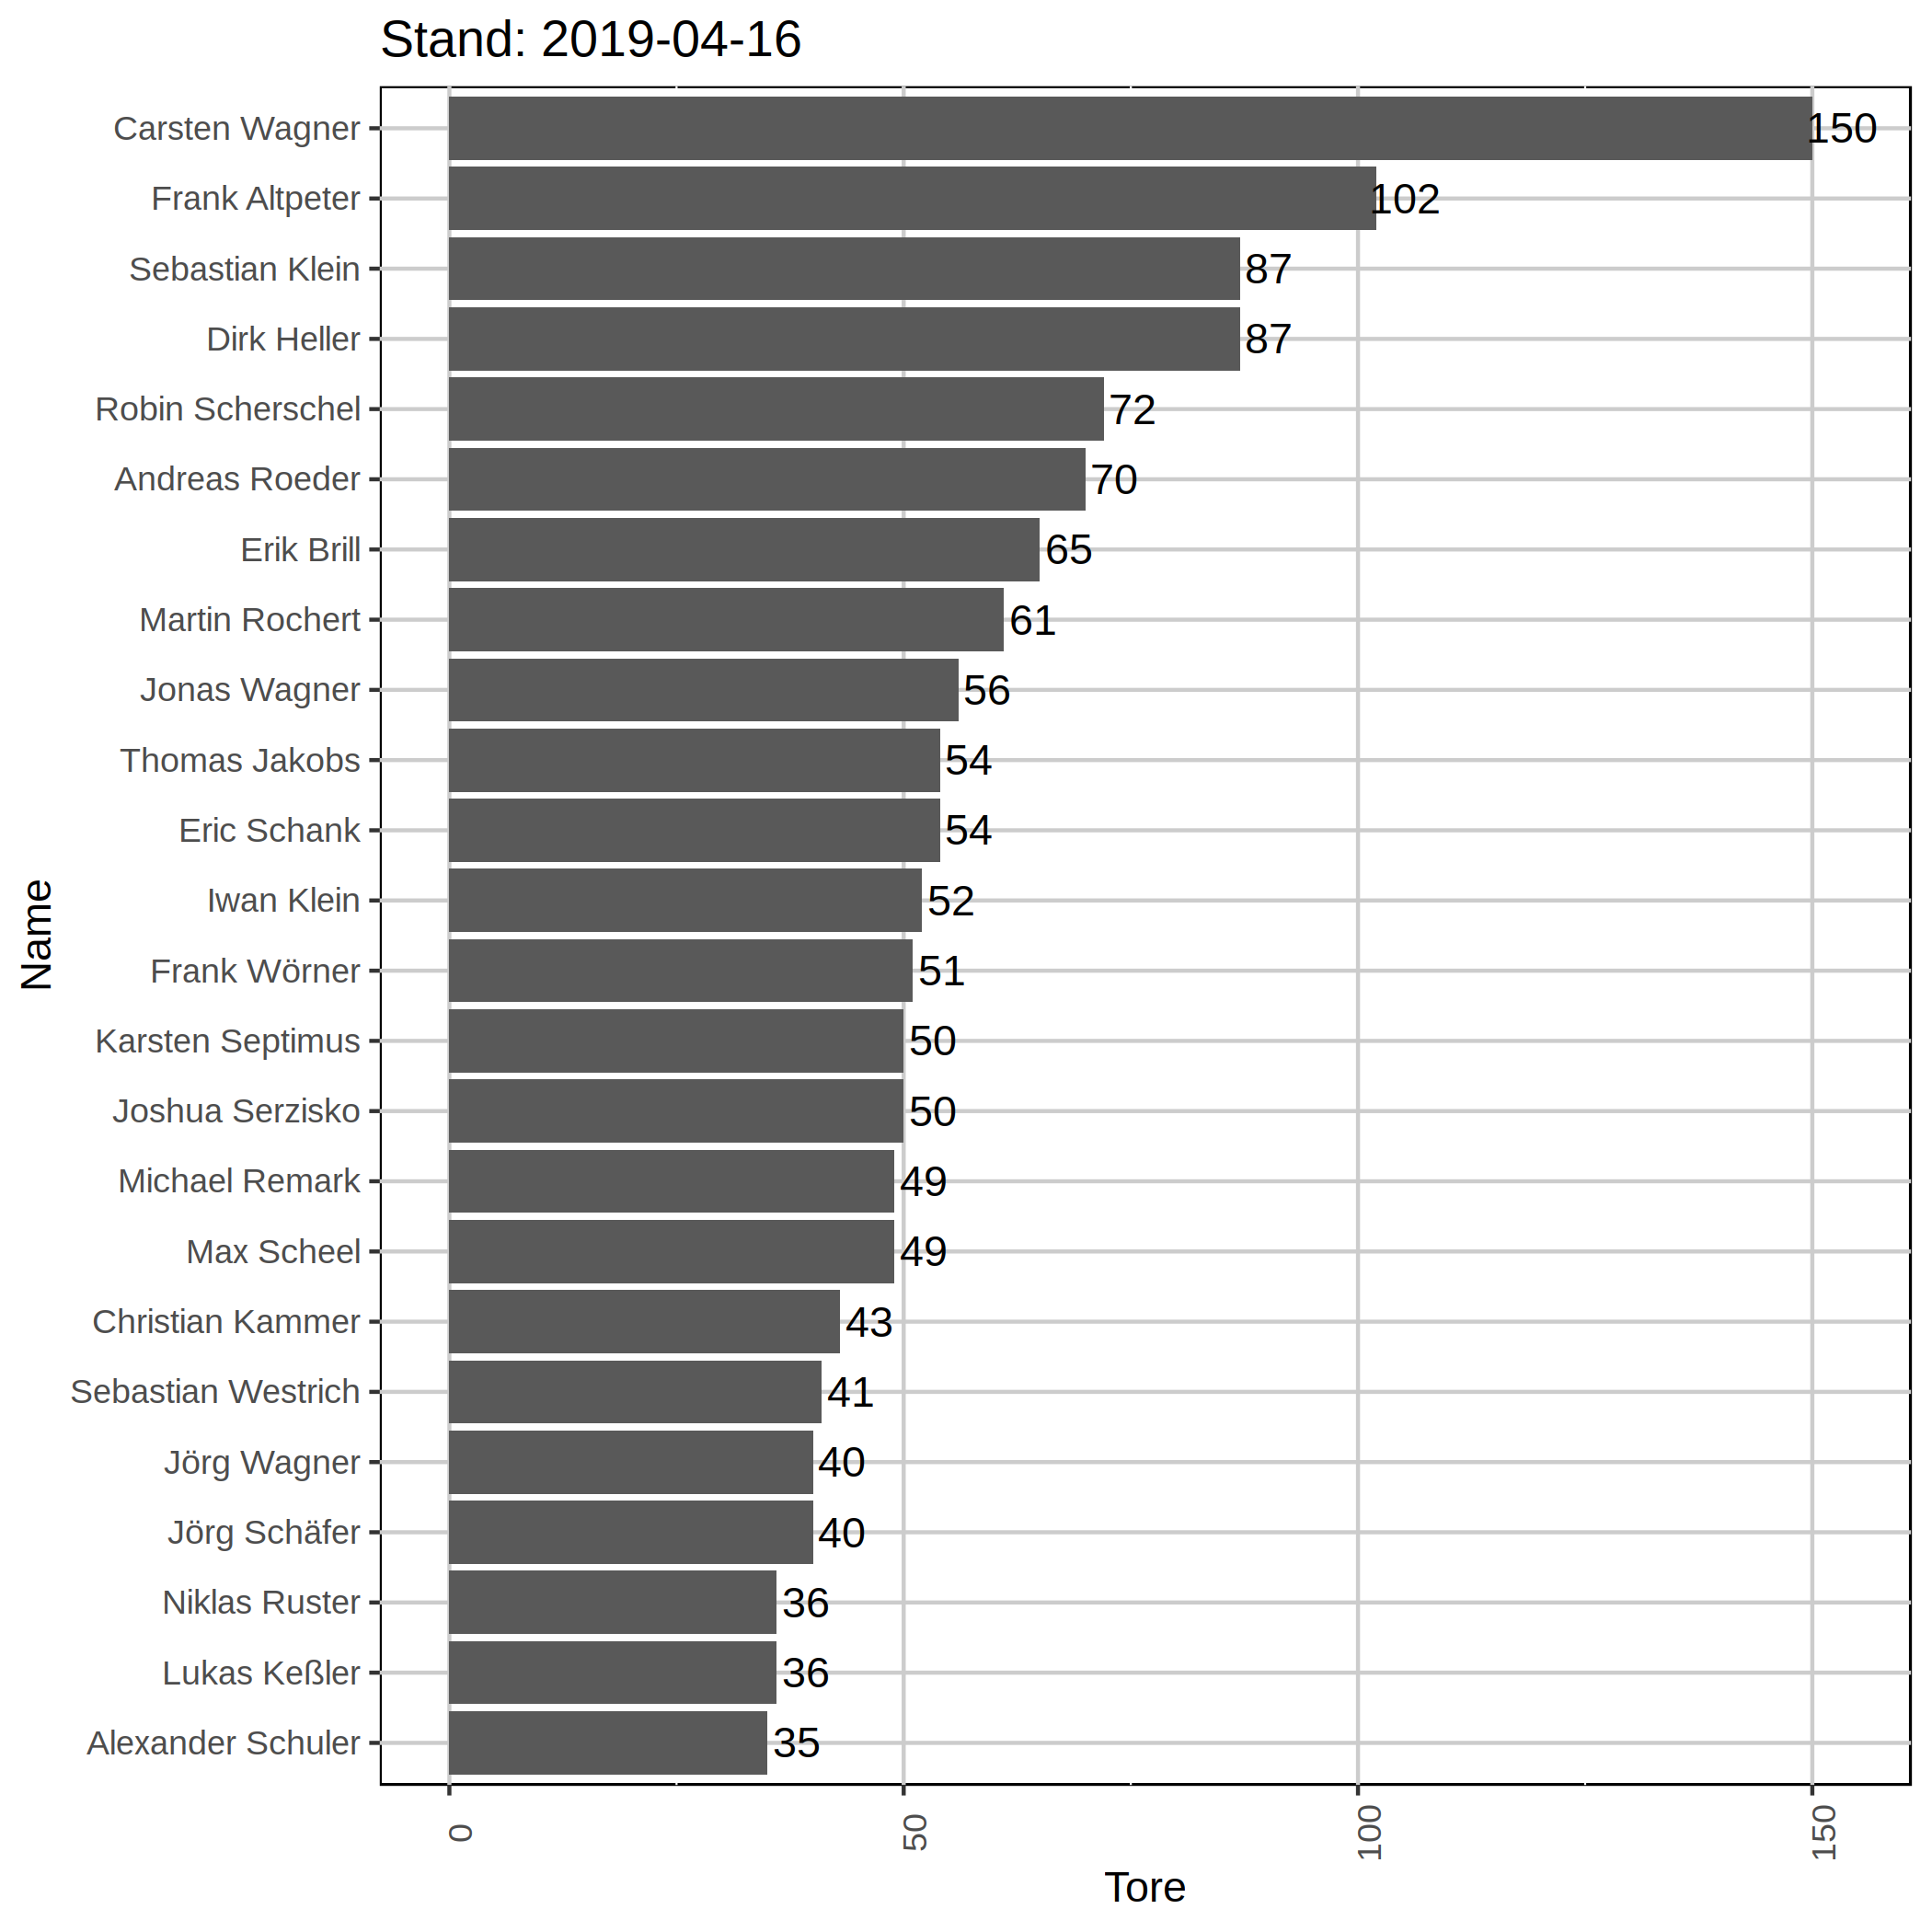 Stand: 2019-04-16
Carsten Wagner 150
Frank Altpeter 102
Sebastian Klein 87
Dirk Heller 87
Robin Scherschel 72
Andreas Roeder 70
Erik Brill 65
Martin Rochert 61
Jonas Wagner 56
Thomas Jakobs 54
Eric Schank 54
Iwan Klein 52
Frank Wörner 51
Karsten Septimus 50
Joshua Serzisko 50
Michael Remark 49
Max Scheel 49
Christian Kammer 43
Sebastian Westrich 41
Jörg Wagner 40
Jörg Schäfer 40
Niklas Ruster 36
Lukas Keßler 36
Alexander Schuler 35
Name
0 50 100 150
Tore